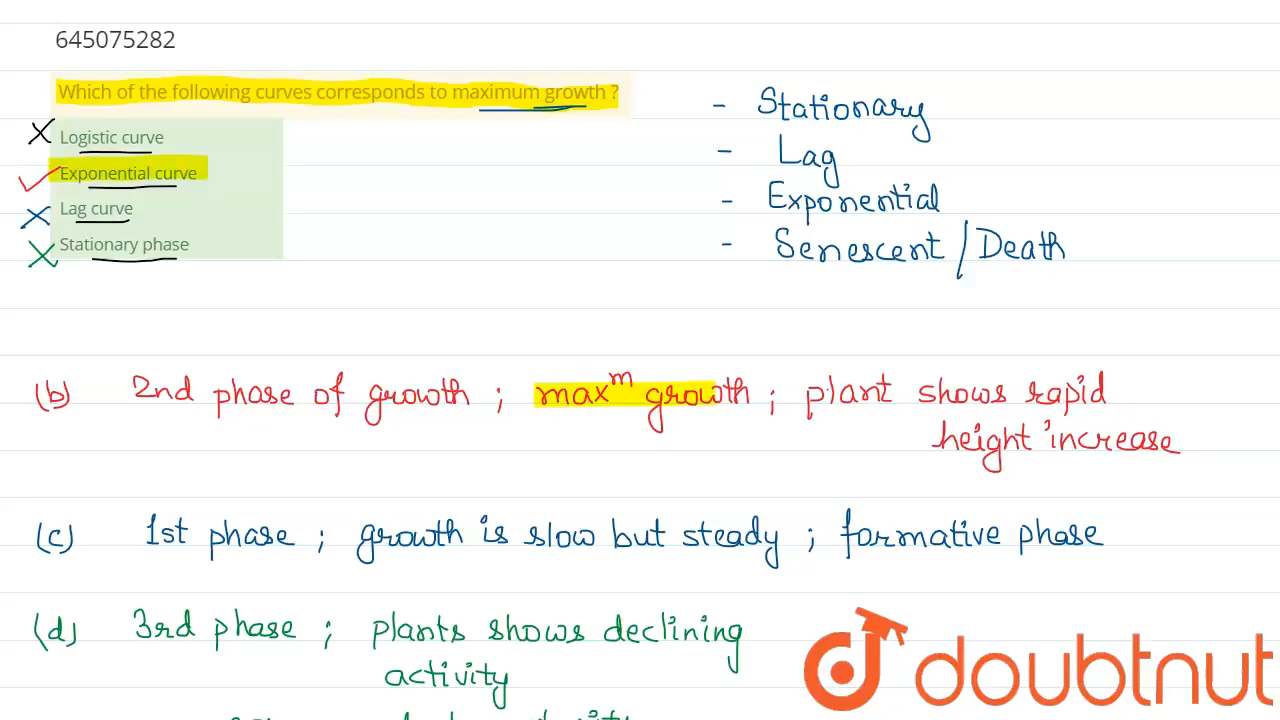 645075282
Which of the following curves corresponds to maximum growth ?
Logistic curve
Exponential curve
Lag curve
Stationary phase
- Stationary
- Lag
- Exponential
- Senescent / Death
(b) 2nd phase of growth ; maxᵐ growth ; plant shows rapid
height increase
(c) 1st phase ; growth is slow but steady ; formative phase
(d) 3rd phase ; plants shows declining
activity
doubtnut